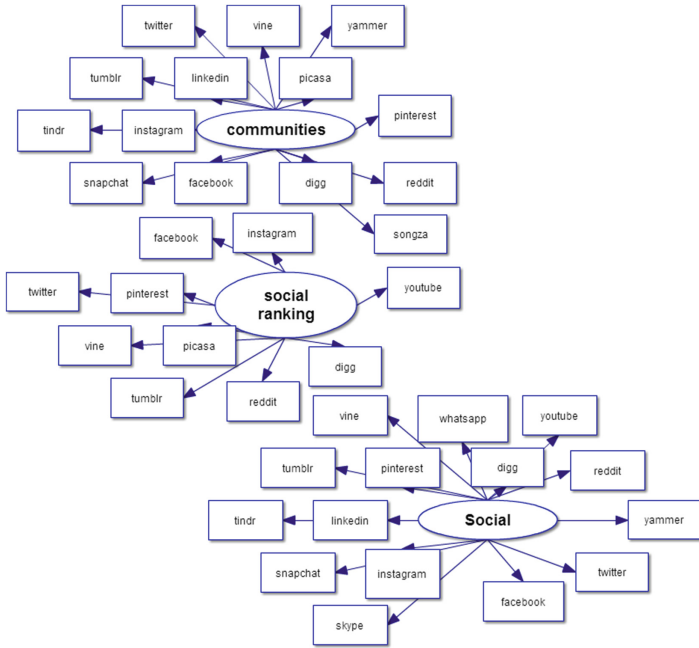 twitter
vine
yammer
tumblr
linkedin
picasa
pinterest
tindr
instagram
communities
snapchat
facebook
digg
reddit
songza
facebook
instagram
twitter
pinterest
social
ranking
youtube
vine
picasa
digg
tumblr
reddit
vine
whatsapp
youtube
tumblr
pinterest
digg
reddit
tindr
linkedin
Social
yammer
snapchat
instagram
twitter
facebook
skype